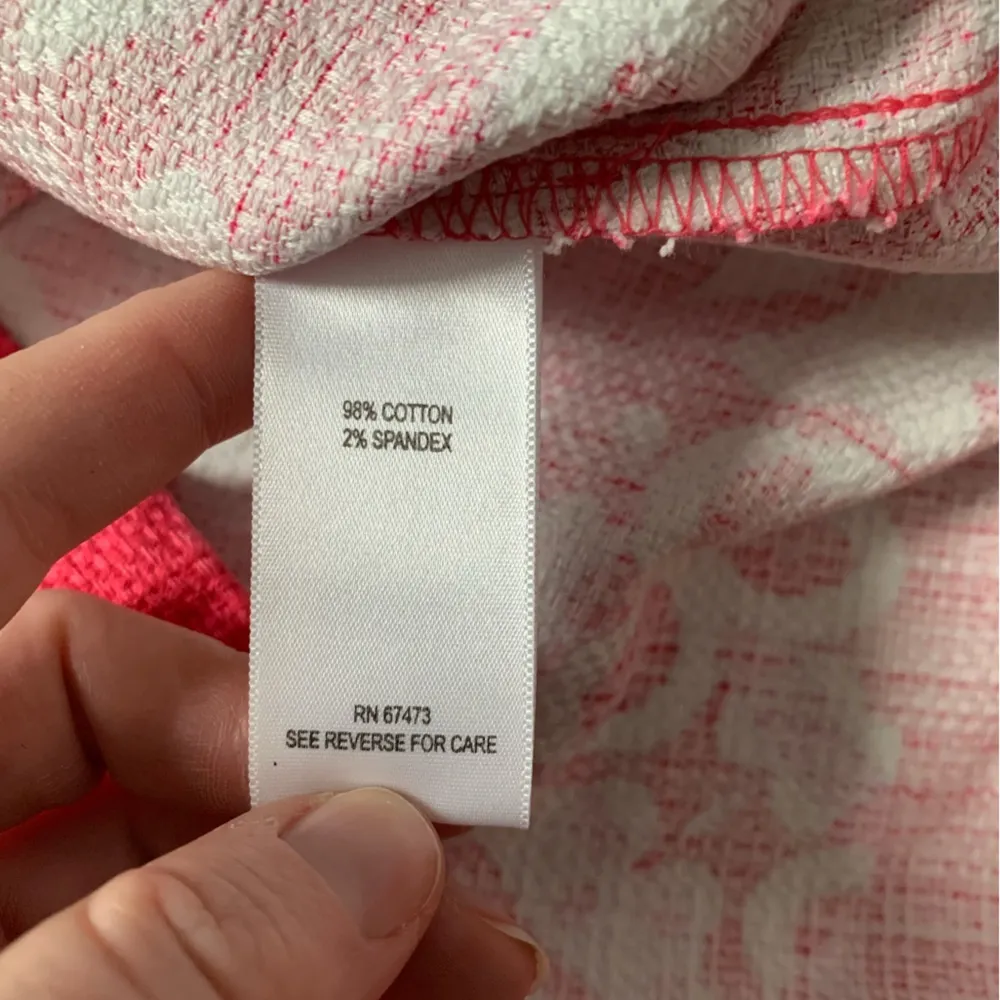 98% COTTON
2% SPANDEX
RN 67473
SEE REVERSE FOR CARE